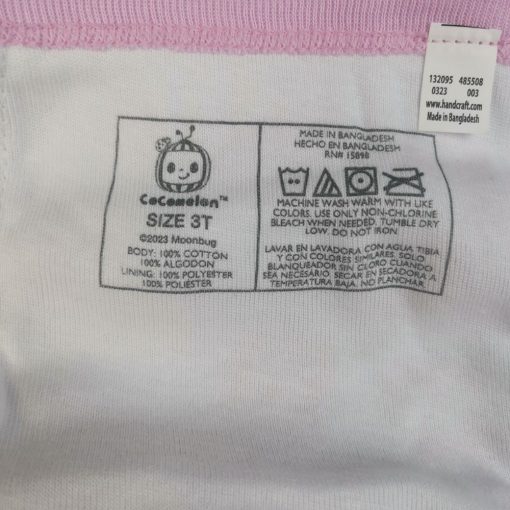 132095 485508
0323 003
www.handcraft.com
Made in Bangladesh
CoComelon™
SIZE 3T
©2023 Moonbug
BODY: 100% COTTON
100% ALGODON
LINING: 100% POLYESTER
100% POLIESTER
MADE IN BANGLADESH
HECHO EN BANGLADESH
RN# 15898
MACHINE WASH WARM WITH LIKE
COLORS. USE ONLY NON-CHLORINE
BLEACH WHEN NEEDED. TUMBLE DRY
LOW. DO NOT IRON.
LAVAR EN LAVADORA CON AGUA TIBIA
Y CON COLORES SIMILARES. SOLO
BLANQUEADOR SIN CLORO CUANDO
SEA NECESARIO. SECAR EN SECADORA A
TEMPERATURA BAJA. NO PLANCHAR.